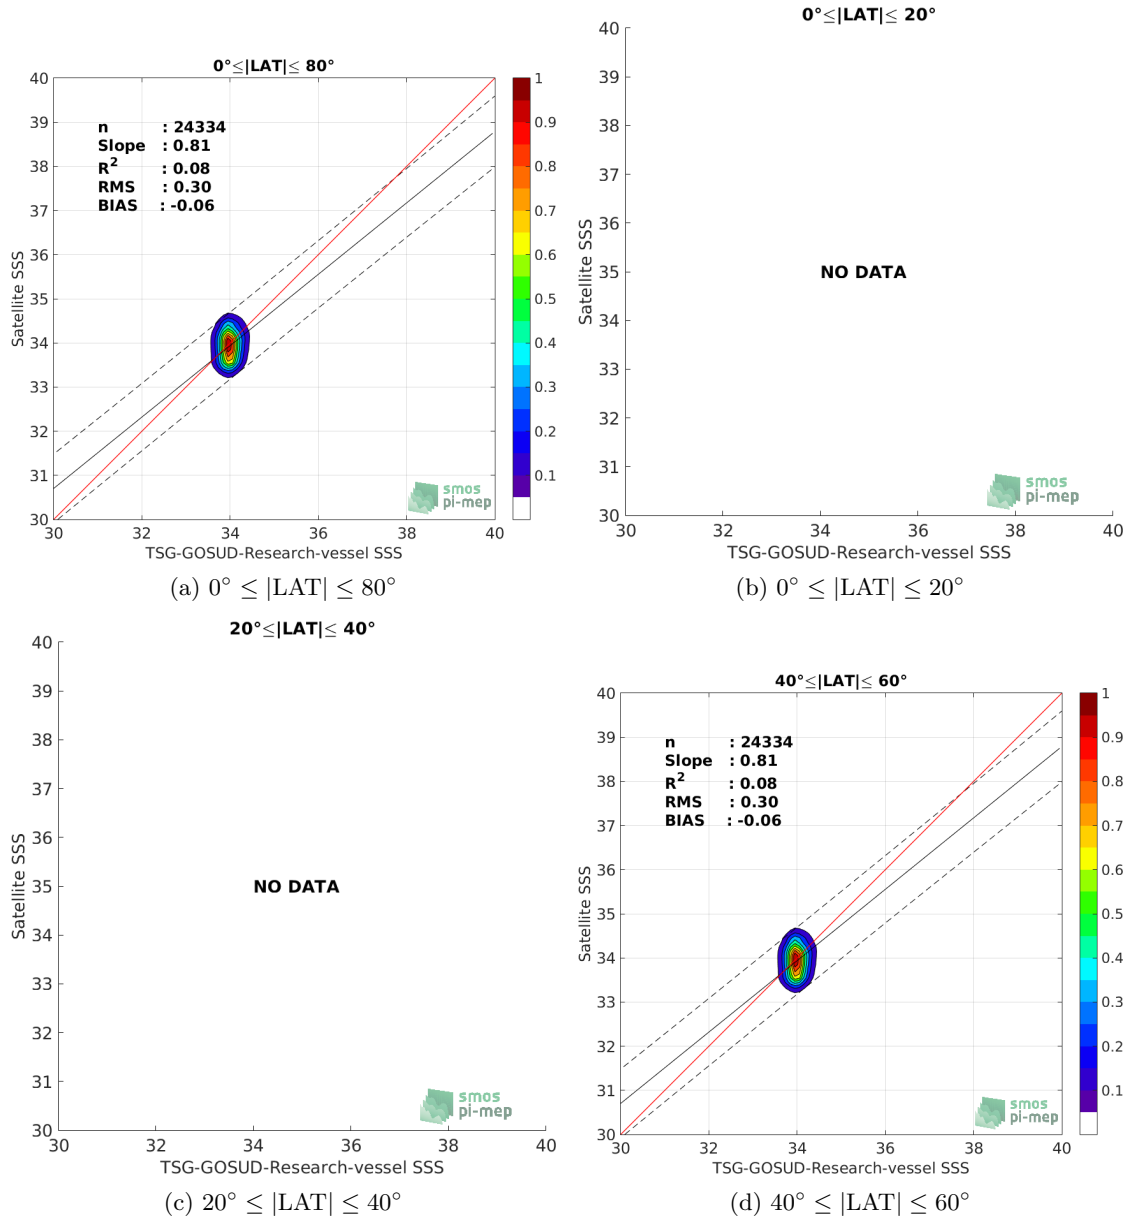 0°≤|LAT|≤ 80°
40
39
38
37
36
35
34
33
32
31
30
Satellite SSS
n : 24334
Slope : 0.81
R² : 0.08
RMS : 0.30
BIAS : -0.06
1
0.9
0.8
0.7
0.6
0.5
0.4
0.3
0.2
0.1
smos
pi-mep
30 32 34 36 38 40
TSG-GOSUD-Research-vessel SSS
(a) 0° ≤ |LAT| ≤ 80°
0°≤|LAT|≤ 20°
40
39
38
37
36
35
34
33
32
31
30
Satellite SSS
NO DATA
smos
pi-mep
30 32 34 36 38 40
TSG-GOSUD-Research-vessel SSS
(b) 0° ≤ |LAT| ≤ 20°
20°≤|LAT|≤ 40°
40
39
38
37
36
35
34
33
32
31
30
Satellite SSS
NO DATA
smos
pi-mep
30 32 34 36 38 40
TSG-GOSUD-Research-vessel SSS
(c) 20° ≤ |LAT| ≤ 40°
40°≤|LAT|≤ 60°
40
39
38
37
36
35
34
33
32
31
30
Satellite SSS
n : 24334
Slope : 0.81
R² : 0.08
RMS : 0.30
BIAS : -0.06
1
0.9
0.8
0.7
0.6
0.5
0.4
0.3
0.2
0.1
smos
pi-mep
30 32 34 36 38 40
TSG-GOSUD-Research-vessel SSS
(d) 40° ≤ |LAT| ≤ 60°